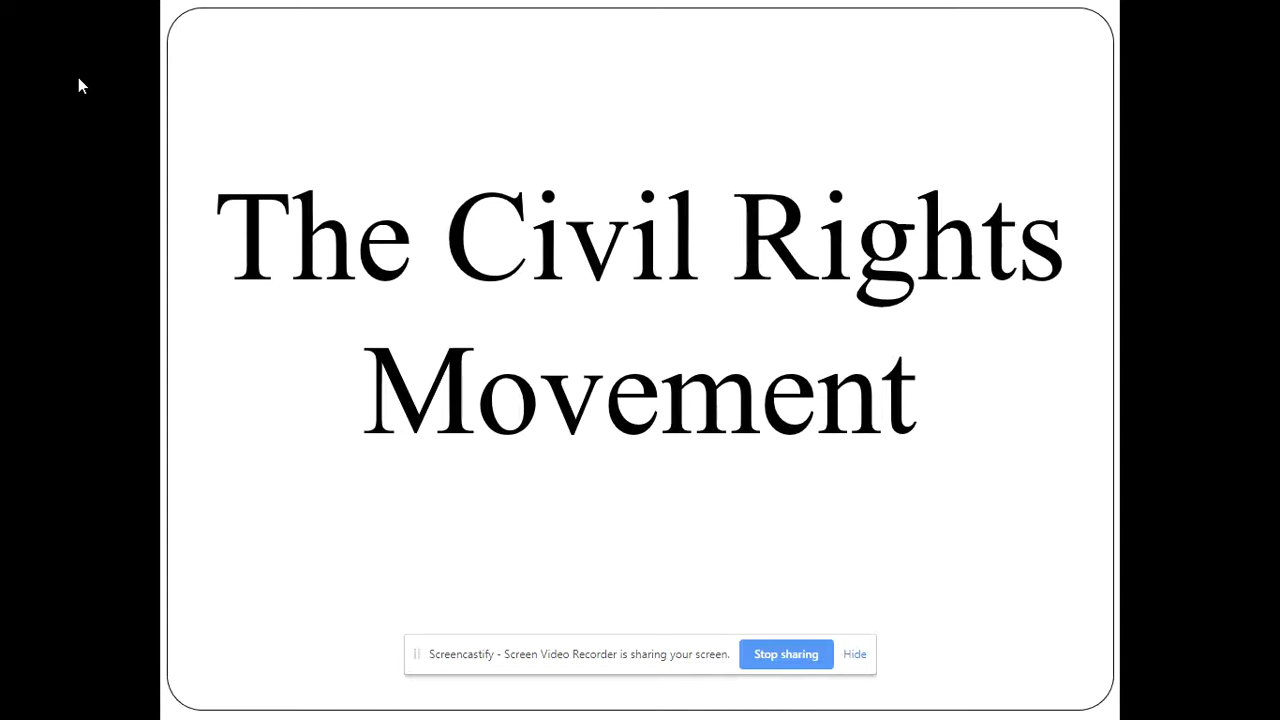 The Civil Rights
Movement
Screencastify - Screen Video Recorder is sharing your screen. Stop sharing Hide